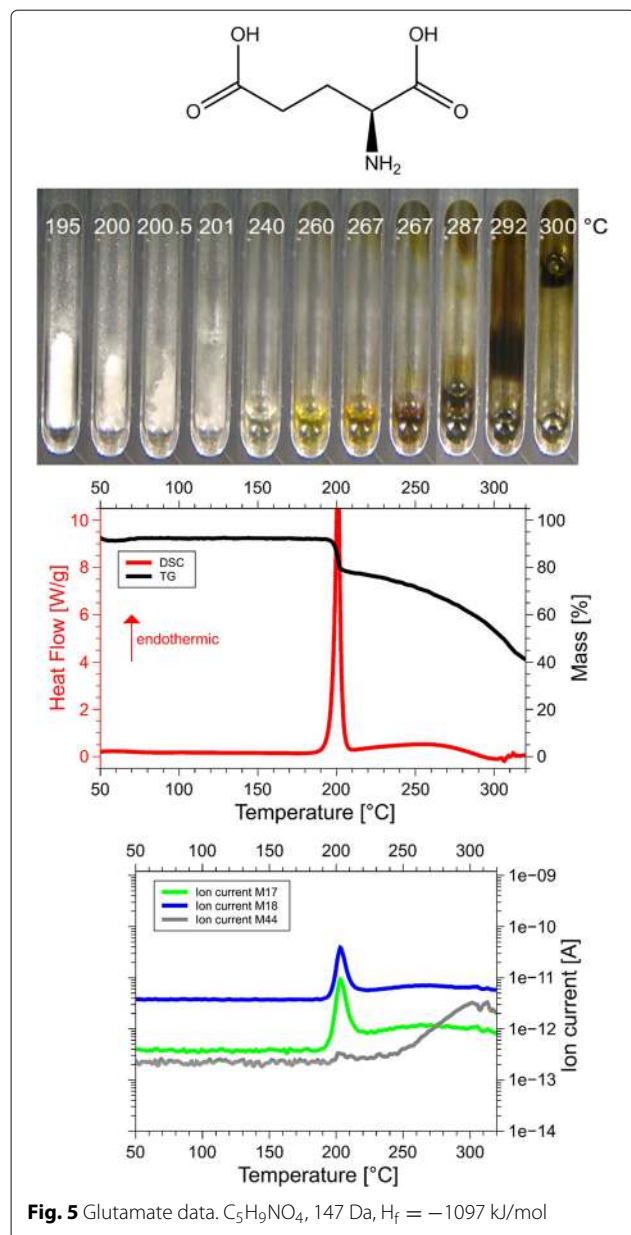 OH OH
O O
NH₂
195 200 200.5 201 240 260 267 267 287 292 300 °C
50 100 150 200 250 300
10 100
8 80
6 60
4 40
2 20
0 0
DSC
TG
endothermic
Heat Flow [W/g]
Mass [%]
50 100 150 200 250 300
Temperature [°C]
50 100 150 200 250 300
Ion current M17
Ion current M18
Ion current M44
1e−09
1e−10
1e−11
1e−12
1e−13
1e−14
Ion current [A]
50 100 150 200 250 300
Temperature [°C]
Fig. 5 Glutamate data. C₅H₉NO₄, 147 Da, H_f = −1097 kJ/mol